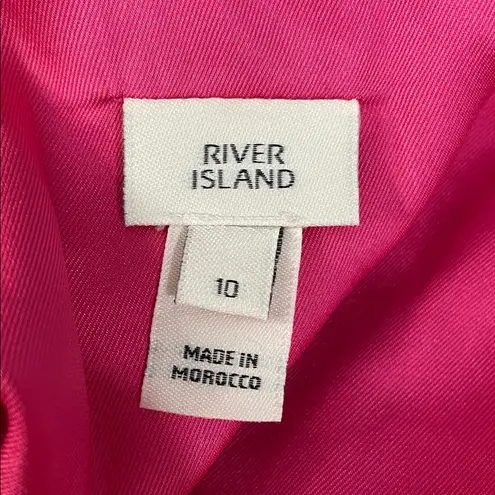 RIVER
ISLAND
10
MADE IN
MOROCCO